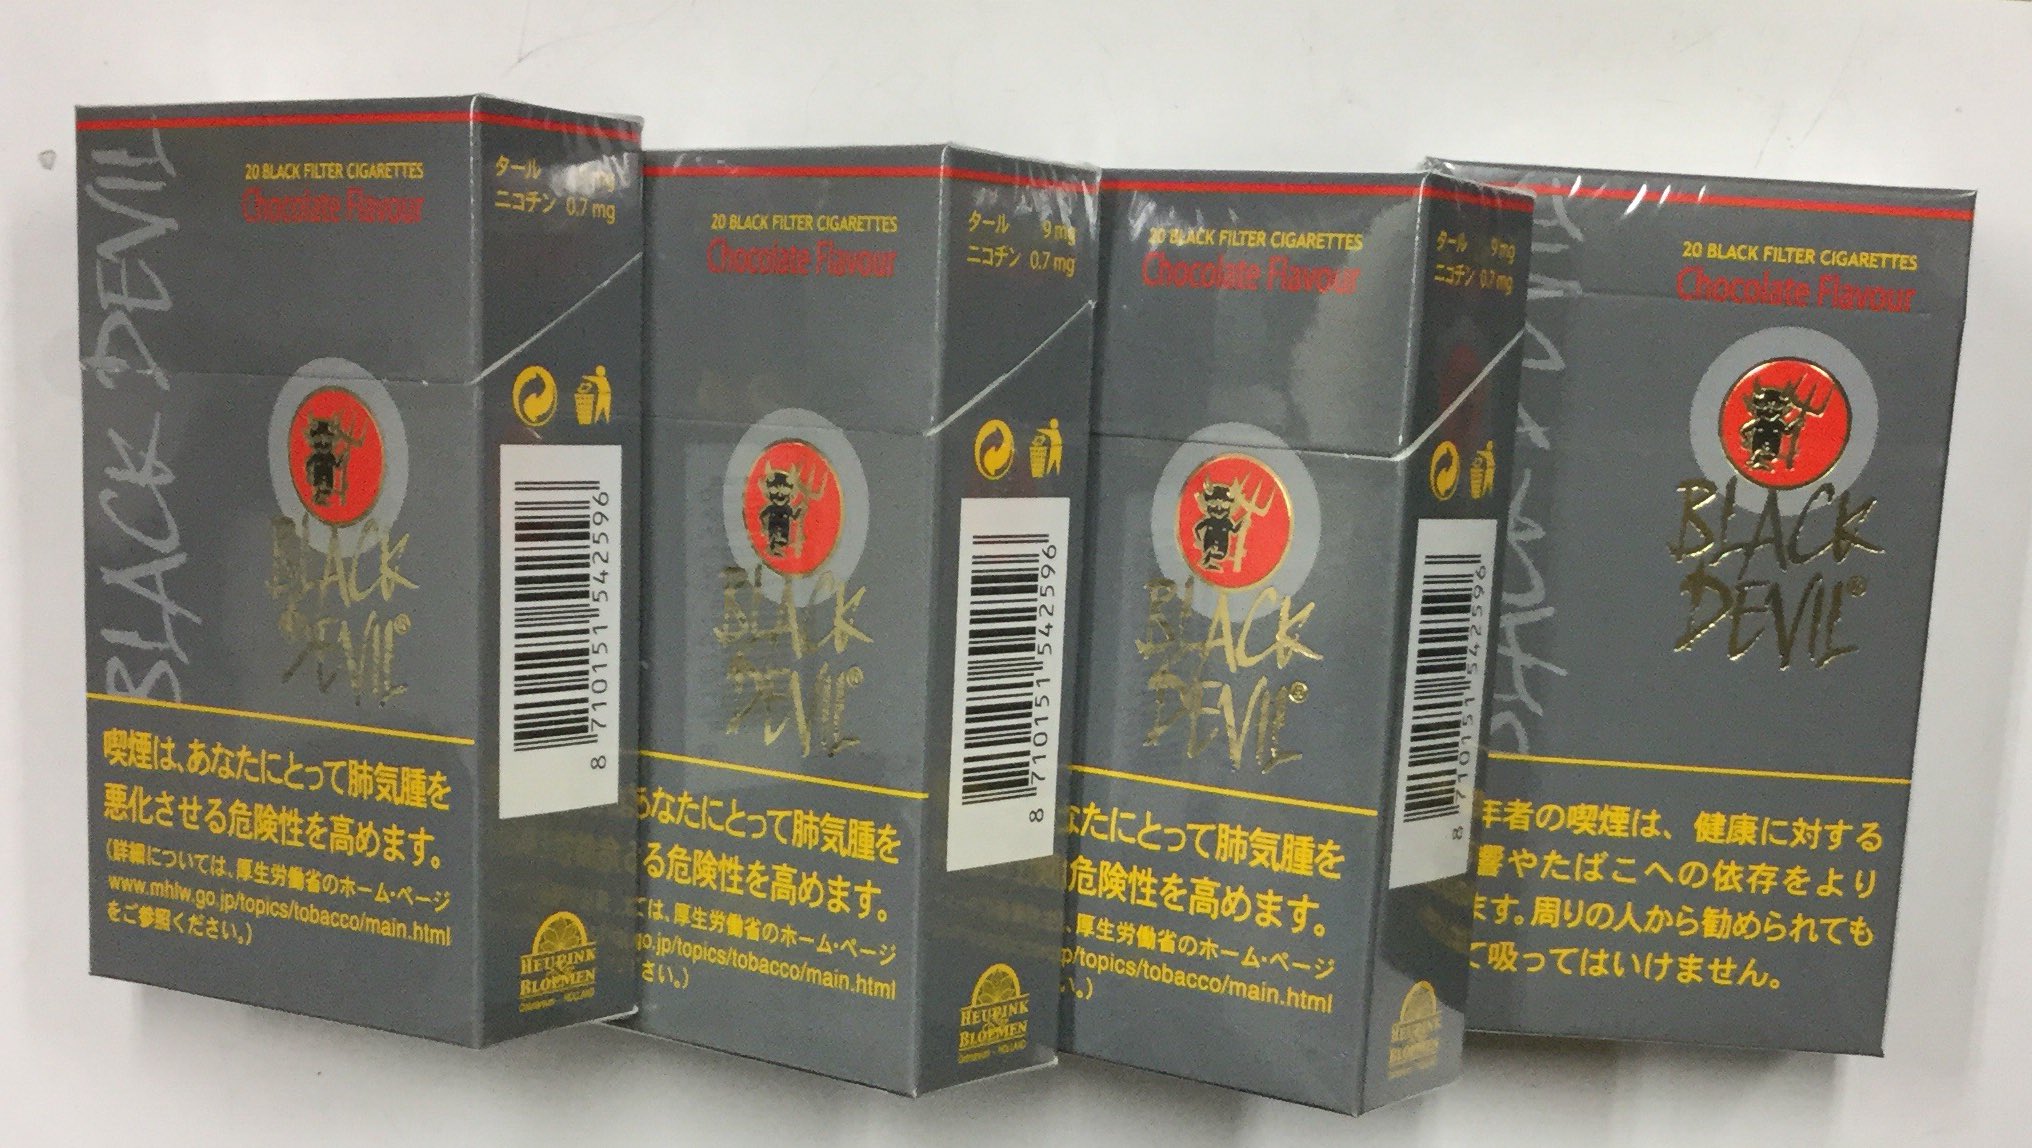 BLACK DEVIL
20 BLACK FILTER CIGARETTES
Chocolate Flavour
BLACK
DEVIL®
喫煙は、あなたにとって肺気腫を
悪化させる危険性を高めます。
(詳細については、厚生労働省のホーム・ページ
www.mhlw.go.jp/topics/tobacco/main.html
をご参照ください。)
タール mg
ニコチン 0.7 mg
8 710151 542596
HEUPINK
BLOEMEN
HOLLAND
20 BLACK FILTER CIGARETTES
Chocolate Flavour
BLACK
DEVIL®
あなたにとって肺気腫を
る危険性を高めます。
ては、厚生労働省のホーム・ページ
go.jp/topics/tobacco/main.html
さい。)
タール 9 mg
ニコチン 0.7 mg
8 710151 542596
HEUPINK
BLOEMEN
HOLLAND
20 BLACK FILTER CIGARETTES
Chocolate Flavour
BLACK
DEVIL®
なたにとって肺気腫を
危険性を高めます。
、厚生労働省のホーム・ページ
jp/topics/tobacco/main.html
い。)
タール 9 mg
ニコチン 0.7 mg
8 710151 542596
HEUPINK
BLOEMEN
BLACK DEVIL
20 BLACK FILTER CIGARETTES
Chocolate Flavour
BLACK
DEVIL®
年者の喫煙は、健康に対する
響やたばこへの依存をより
ます。周りの人から勧められても
て吸ってはいけません。